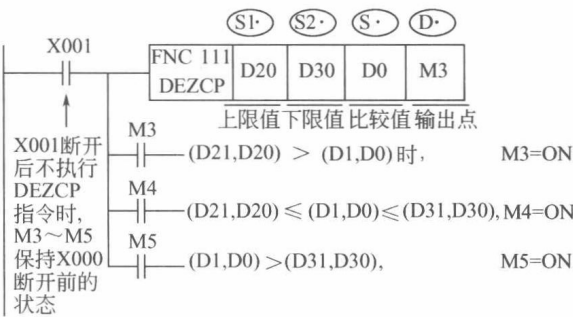 S1· S2· S· D·
X001
FNC 111 DEZCP D20 D30 D0 M3
上限值 下限值 比较值 输出点
X001断开
后不执行
DEZCP
指令时,
M3～M5
保持X000
断开前的
状态
M3
(D21,D20) > (D1,D0)时, M3=ON
M4
(D21,D20)≤(D1,D0)≤(D31,D30), M4=ON
M5
(D1,D0)>(D31,D30), M5=ON